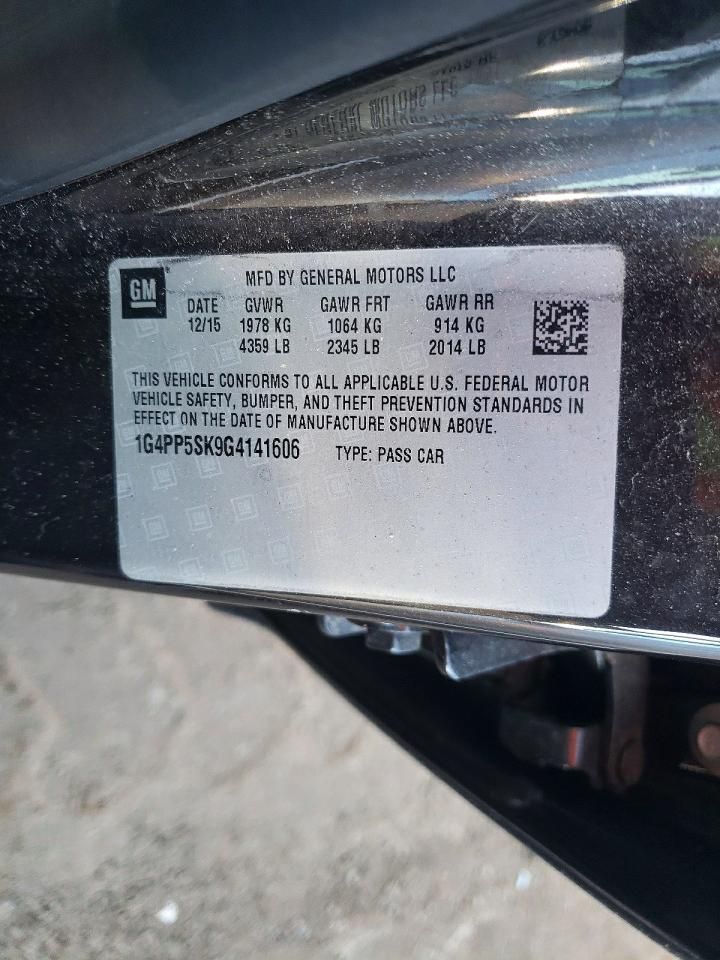 GM
MFD BY GENERAL MOTORS LLC
DATE GVWR GAWR FRT GAWR RR
12/15 1978 KG 1064 KG 914 KG
4359 LB 2345 LB 2014 LB
THIS VEHICLE CONFORMS TO ALL APPLICABLE U.S. FEDERAL MOTOR
VEHICLE SAFETY, BUMPER, AND THEFT PREVENTION STANDARDS IN
EFFECT ON THE DATE OF MANUFACTURE SHOWN ABOVE.
1G4PP5SK9G4141606 TYPE: PASS CAR